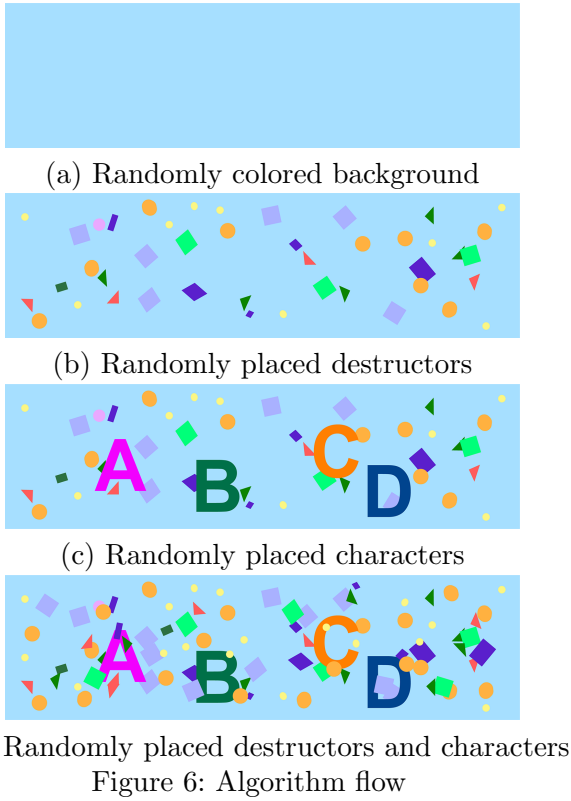 (a) Randomly colored background
(b) Randomly placed destructors
A B C D
(c) Randomly placed characters
A B C D
Randomly placed destructors and characters
Figure 6: Algorithm flow